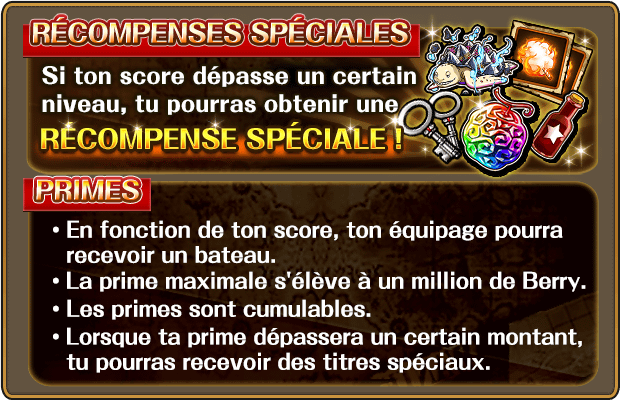 RÉCOMPENSES SPÉCIALES
Si ton score dépasse un certain
niveau, tu pourras obtenir une
RÉCOMPENSE SPÉCIALE !
PRIMES
• En fonction de ton score, ton équipage pourra
recevoir un bateau.
• La prime maximale s'élève à un million de Berry.
• Les primes sont cumulables.
• Lorsque ta prime dépassera un certain montant,
tu pourras recevoir des titres spéciaux.